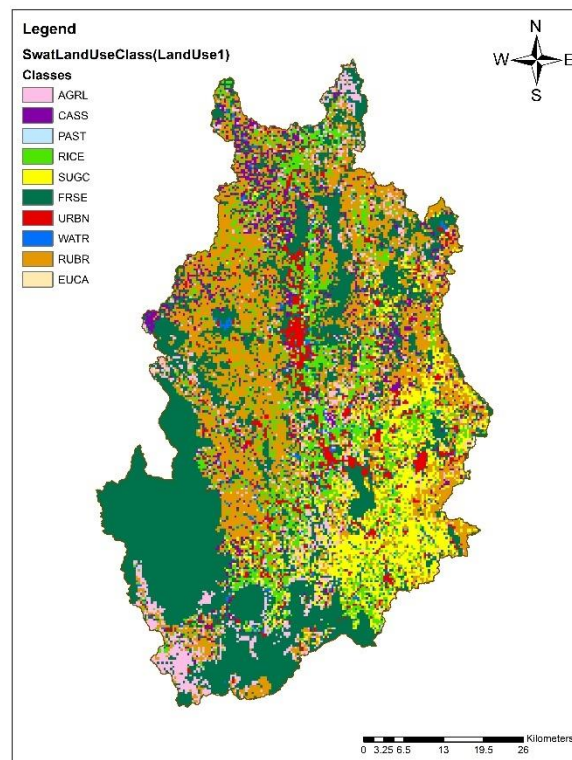 Legend
SwatLandUseClass(LandUse1)
Classes
AGRL
CASS
PAST
RICE
SUGC
FRSE
URBN
WATR
RUBR
EUCA
N
W E
S
Kilometers
0 3.25 6.5 13 19.5 26